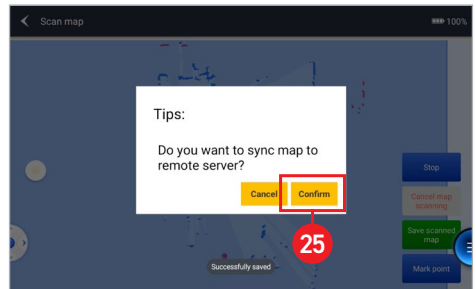 Scan map
100%
Tips:
Do you want to sync map to
remote server?
Cancel
Confirm
25
Stop
Cancel map
scanning
Save scanned
map
Successfully saved
Mark point